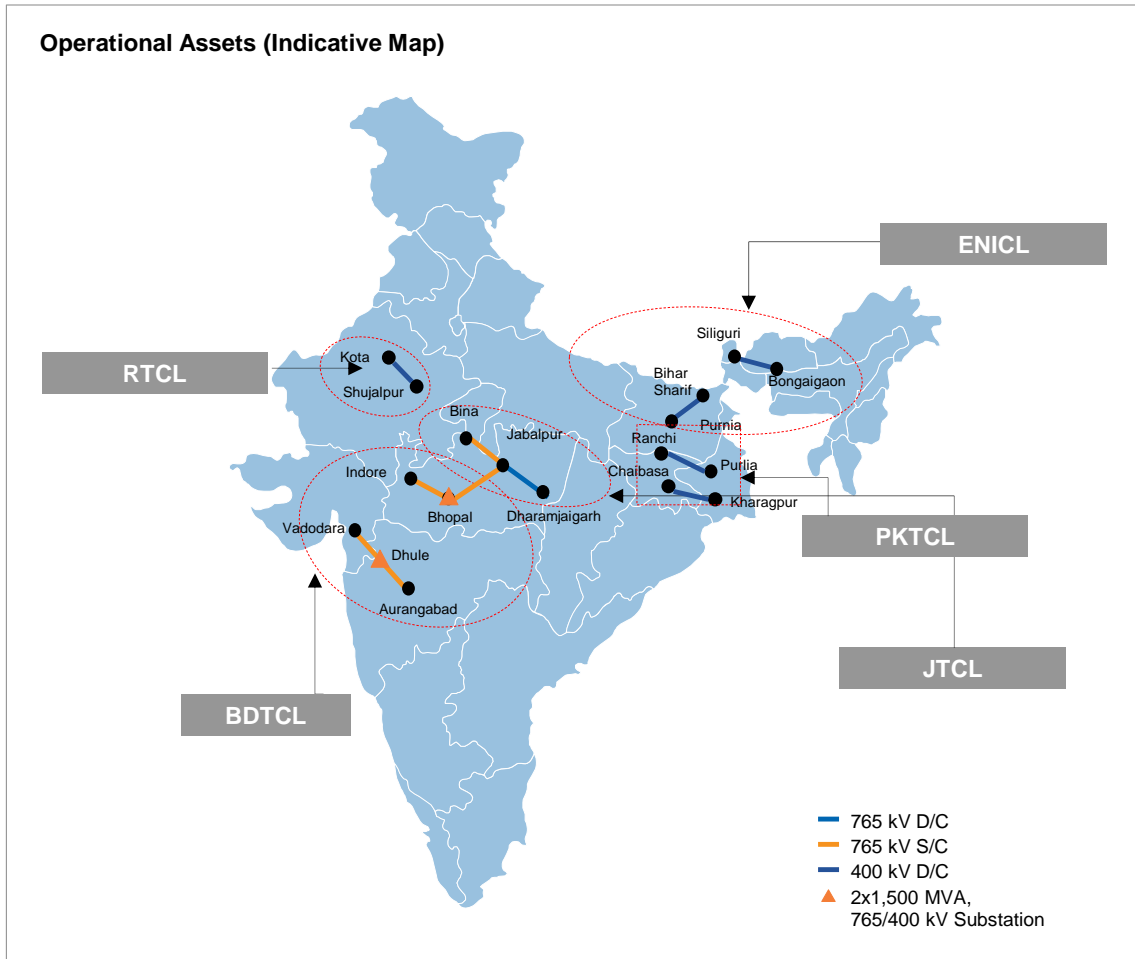 Operational Assets (Indicative Map)
ENICL
Siliguri
Kota
Bihar
Sharif
Bongaigaon
RTCL
Shujalpur
Bina
Purnia
Jabalpur
Ranchi
Indore
Chaibasa
Purlia
Kharagpur
Bhopal
Dharamjaigarh
Vadodara
PKTCL
Dhule
Aurangabad
JTCL
BDTCL
765 kV D/C
765 kV S/C
400 kV D/C
2x1,500 MVA,
765/400 kV Substation